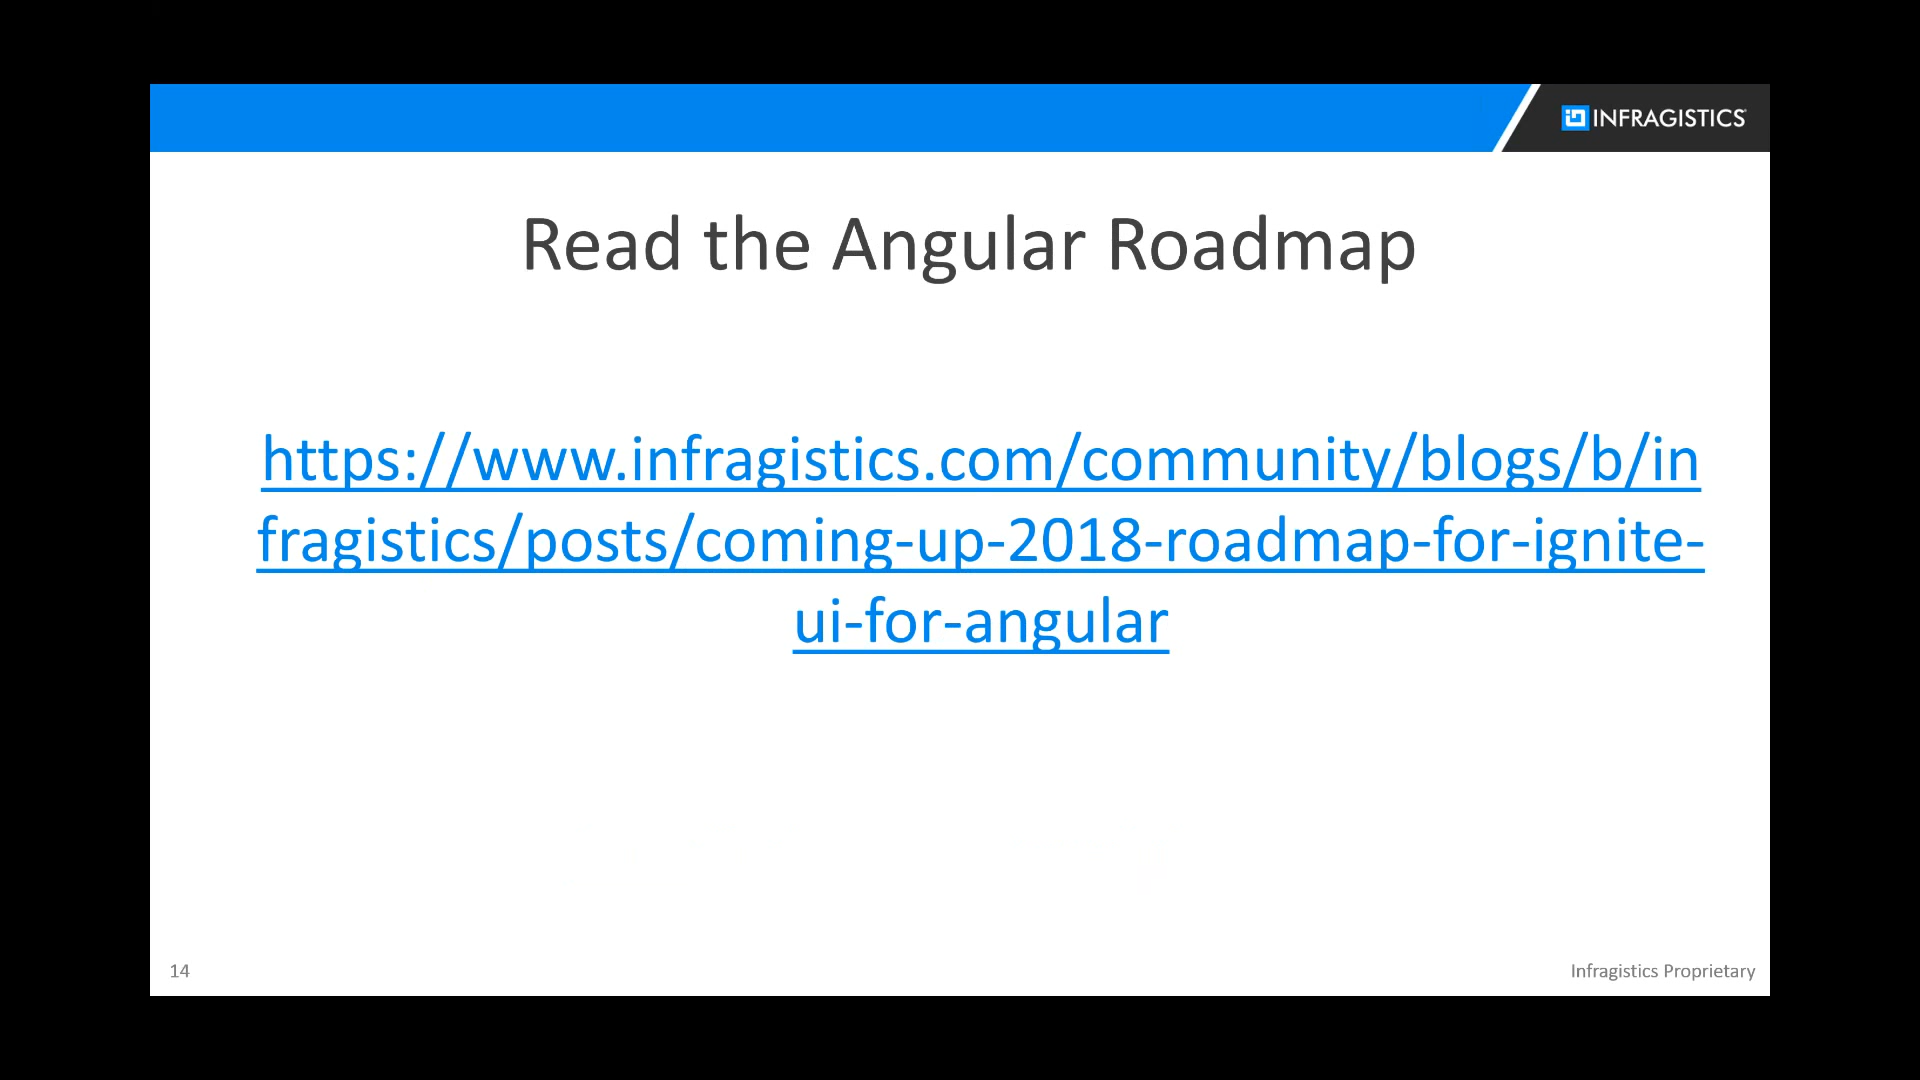 INFRAGISTICS
Read the Angular Roadmap
https://www.infragistics.com/community/blogs/b/in
fragistics/posts/coming-up-2018-roadmap-for-ignite-
ui-for-angular
14
Infragistics Proprietary